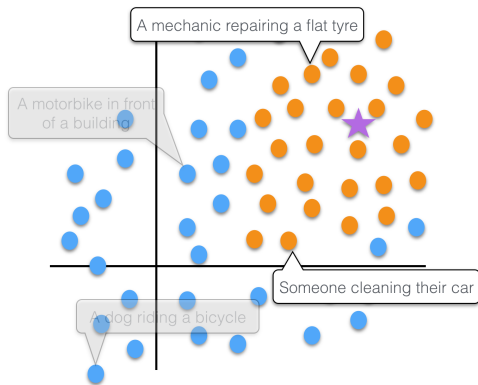 A mechanic repairing a flat tyre
A motorbike in front
of a building
Someone cleaning their car
A dog riding a bicycle